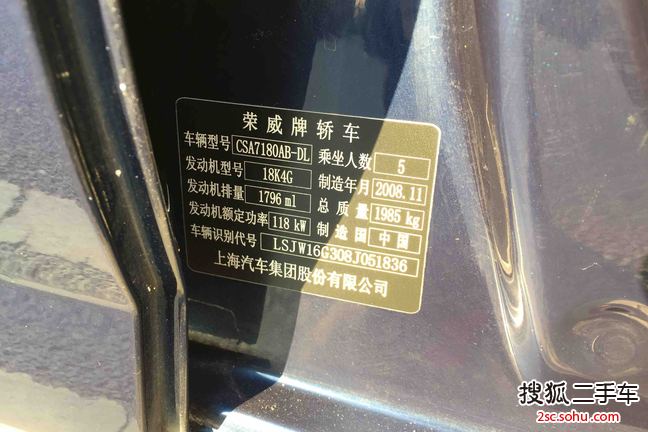 荣威牌轿车
车辆型号 CSA7180AB-DL 乘坐人数 5
发动机型号 18K4G 制造年月 2008.11
发动机排量 1796 ml 总质量 1985 kg
发动机额定功率 118 kW 制造国 中国
车辆识别代号 LSJW16G308J051836
上海汽车集团股份有限公司
搜狐二手车
2sc.sohu.com